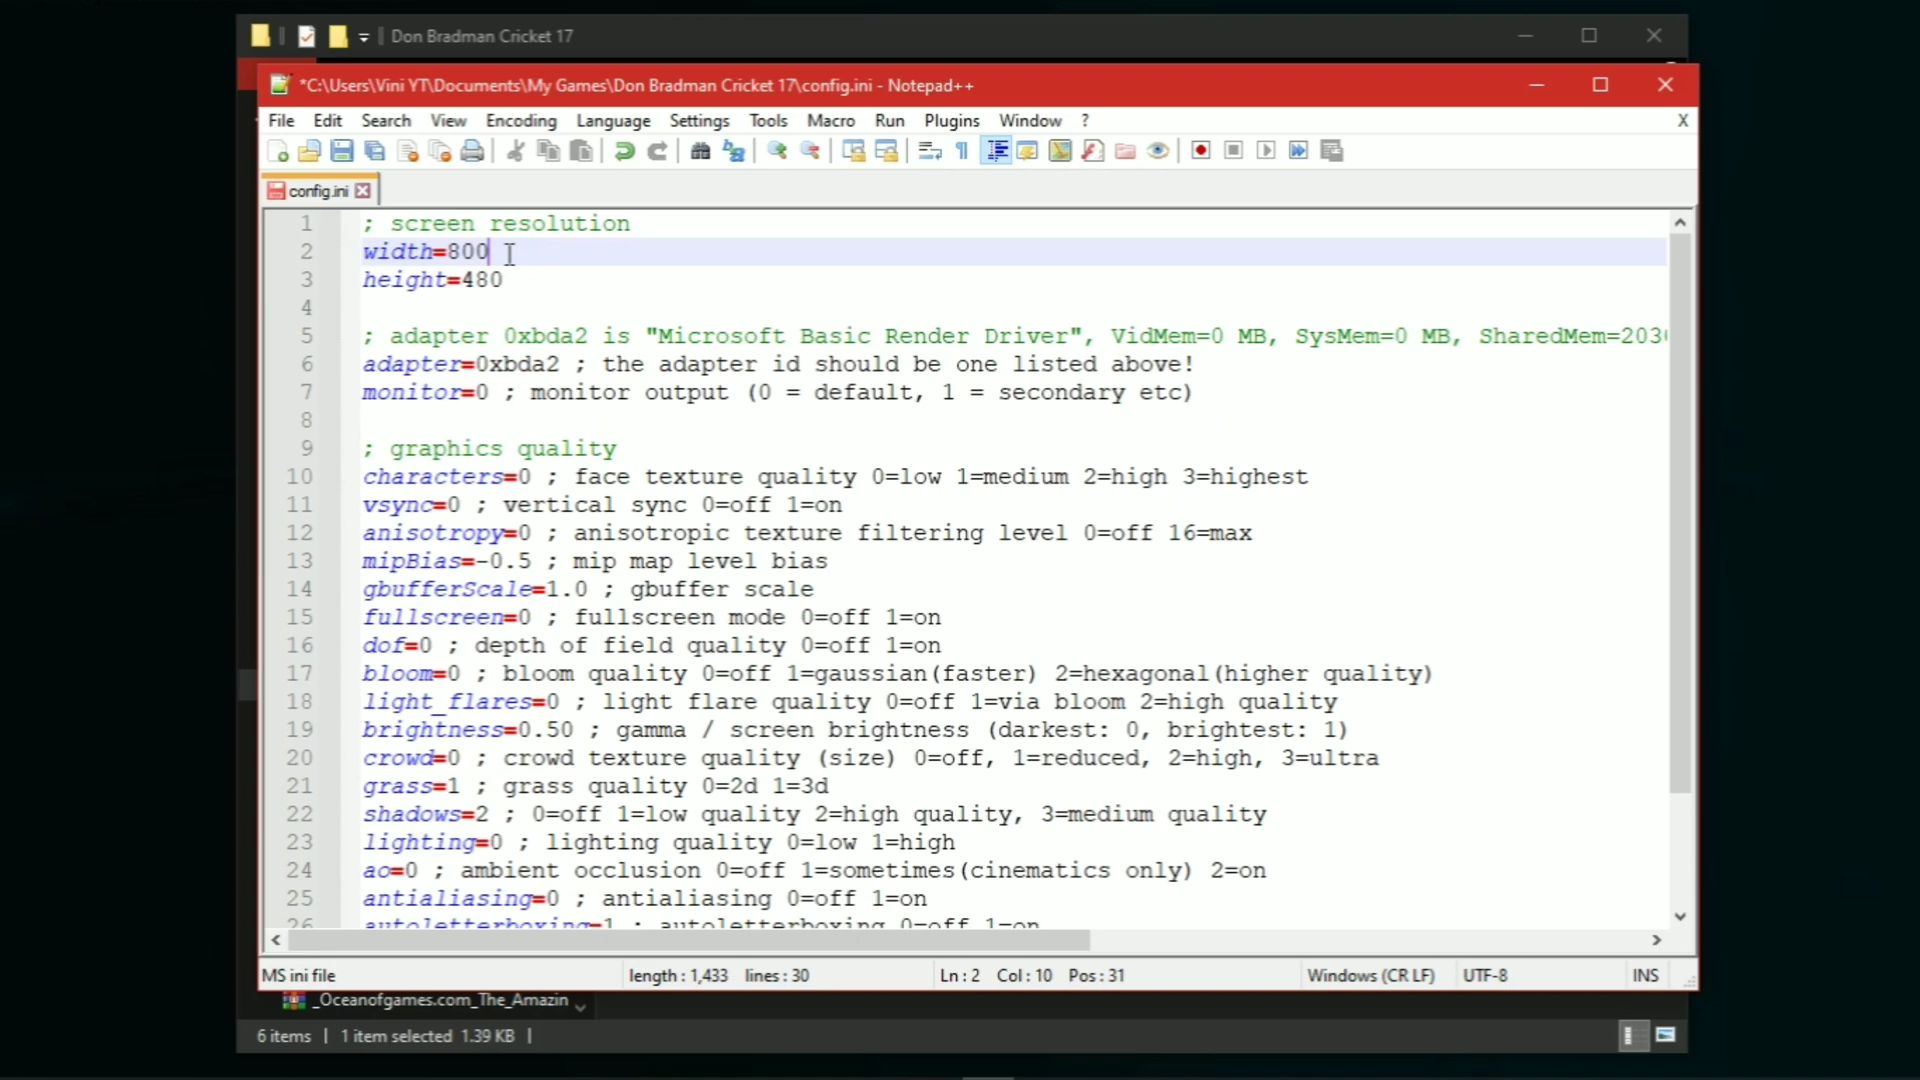 Don Bradman Cricket 17
*C:\Users\Vini YT\Documents\My Games\Don Bradman Cricket 17\config.ini - Notepad++
File Edit Search View Encoding Language Settings Tools Macro Run Plugins Window ? X
config.ini
1 ; screen resolution
2 width=800
3 height=480
4
5 ; adapter 0xbda2 is "Microsoft Basic Render Driver", VidMem=0 MB, SysMem=0 MB, SharedMem=203
6 adapter=0xbda2 ; the adapter id should be one listed above!
7 monitor=0 ; monitor output (0 = default, 1 = secondary etc)
8
9 ; graphics quality
10 characters=0 ; face texture quality 0=low 1=medium 2=high 3=highest
11 vsync=0 ; vertical sync 0=off 1=on
12 anisotropy=0 ; anisotropic texture filtering level 0=off 16=max
13 mipBias=-0.5 ; mip map level bias
14 gbufferScale=1.0 ; gbuffer scale
15 fullscreen=0 ; fullscreen mode 0=off 1=on
16 dof=0 ; depth of field quality 0=off 1=on
17 bloom=0 ; bloom quality 0=off 1=gaussian(faster) 2=hexagonal(higher quality)
18 light_flares=0 ; light flare quality 0=off 1=via bloom 2=high quality
19 brightness=0.50 ; gamma / screen brightness (darkest: 0, brightest: 1)
20 crowd=0 ; crowd texture quality (size) 0=off, 1=reduced, 2=high, 3=ultra
21 grass=1 ; grass quality 0=2d 1=3d
22 shadows=2 ; 0=off 1=low quality 2=high quality, 3=medium quality
23 lighting=0 ; lighting quality 0=low 1=high
24 ao=0 ; ambient occlusion 0=off 1=sometimes(cinematics only) 2=on
25 antialiasing=0 ; antialiasing 0=off 1=on
26 autoletterboxing=1 ; autoletterboxing 0=off 1=on
MS ini file length : 1,433 lines : 30 Ln : 2 Col : 10 Pos : 31 Windows (CR LF) UTF-8 INS
_Oceanofgames.com_The_Amazin
6 items 1 item selected 1.39 KB